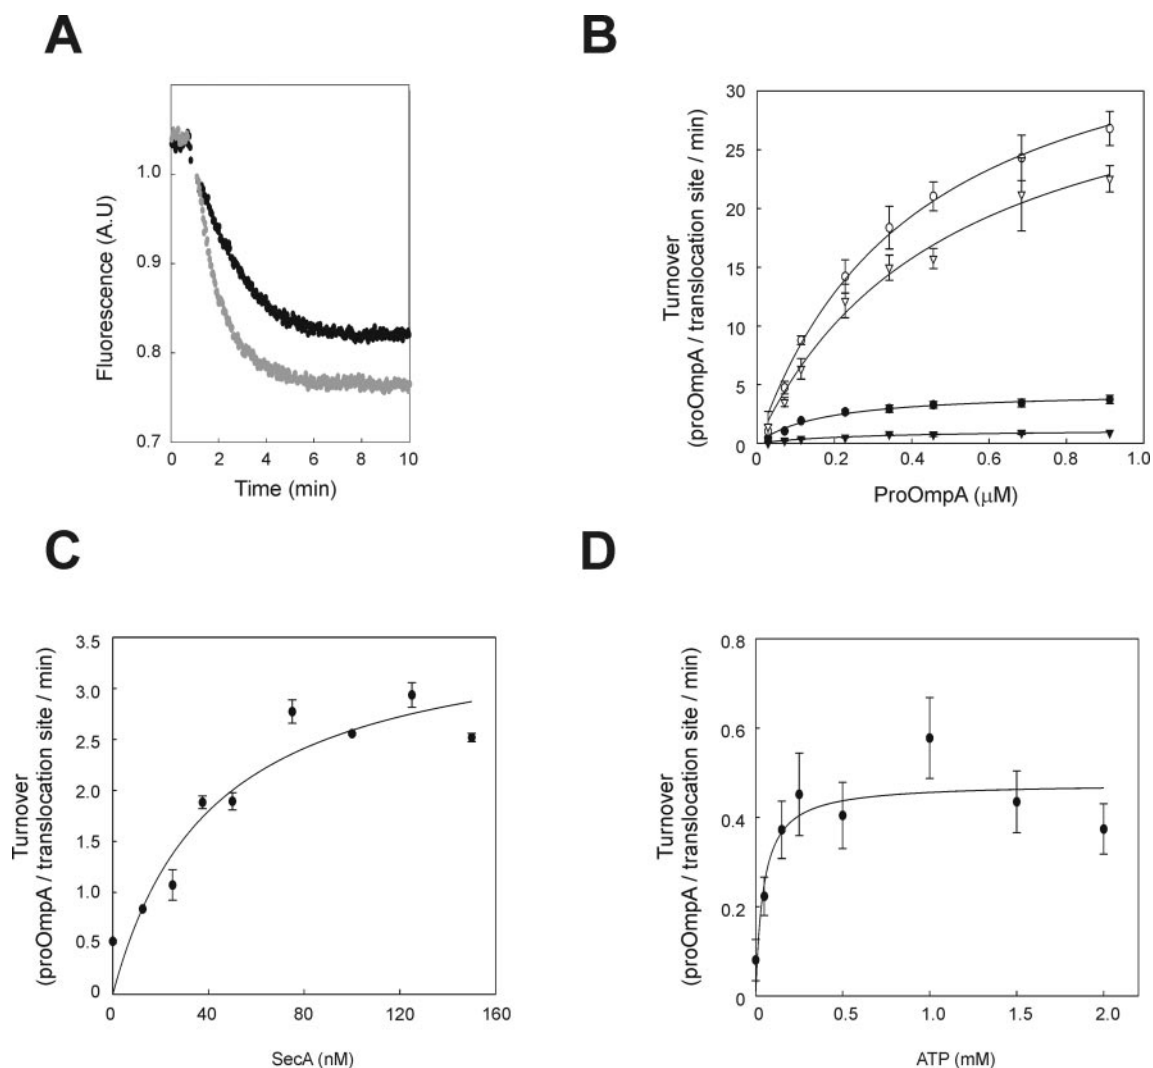 A
Fluorescence (A.U)
1.0
0.9
0.8
0.7
0 2 4 6 8 10
Time (min)
B
Turnover
(proOmpA / translocation site / min)
30
25
20
15
10
5
0
0 0.2 0.4 0.6 0.8 1.0
ProOmpA (μM)
C
Turnover
(proOmpA / translocation site / min)
3.5
3.0
2.5
2.0
1.5
1.0
0.5
0
0 40 80 120 160
SecA (nM)
D
Turnover
(proOmpA / translocation site / min)
0.8
0.6
0.4
0.2
0
0 0.5 1.0 1.5 2.0
ATP (mM)